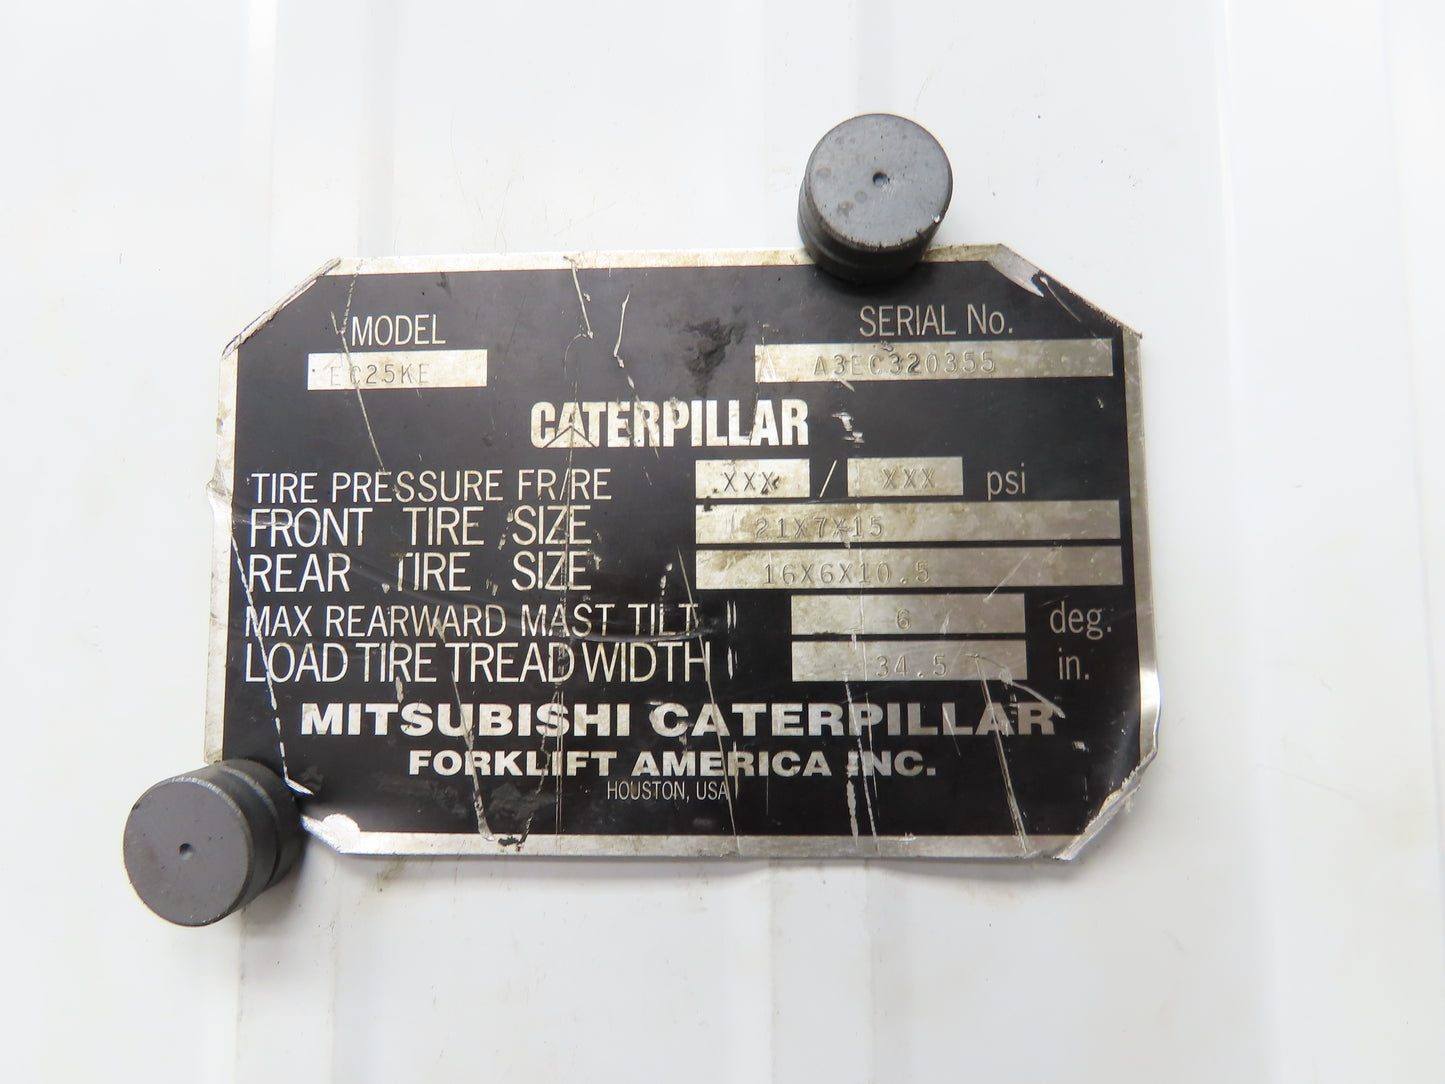 MODEL SERIAL No.
EC25KE A3EC320355
CATERPILLAR
TIRE PRESSURE FR/RE XXX / XXX psi
FRONT TIRE SIZE 21X7X15
REAR TIRE SIZE 16X6X10.5
MAX REARWARD MAST TILT 6 deg.
LOAD TIRE TREAD WIDTH 34.5 in.
MITSUBISHI CATERPILLAR
FORKLIFT AMERICA INC.
HOUSTON, USA